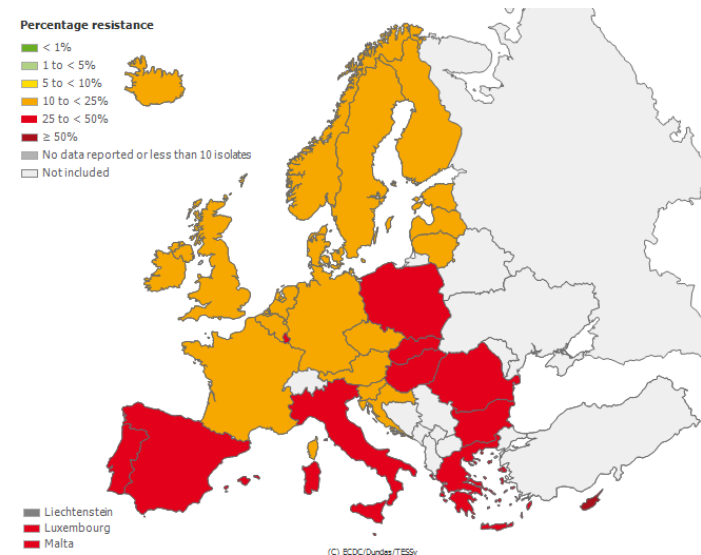 Percentage resistance
< 1%
1 to < 5%
5 to < 10%
10 to < 25%
25 to < 50%
≥ 50%
No data reported or less than 10 isolates
Not included
Liechtenstein
Luxembourg
Malta
(C) ECDC/Dundas/TESSy